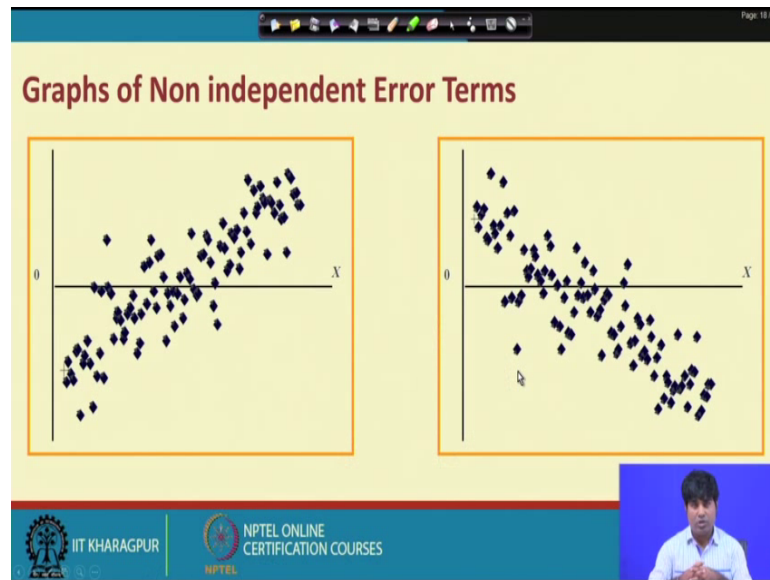 Page: 18 /
Graphs of Non independent Error Terms
0
X
0
X
IIT KHARAGPUR
NPTEL
NPTEL ONLINE
CERTIFICATION COURSES